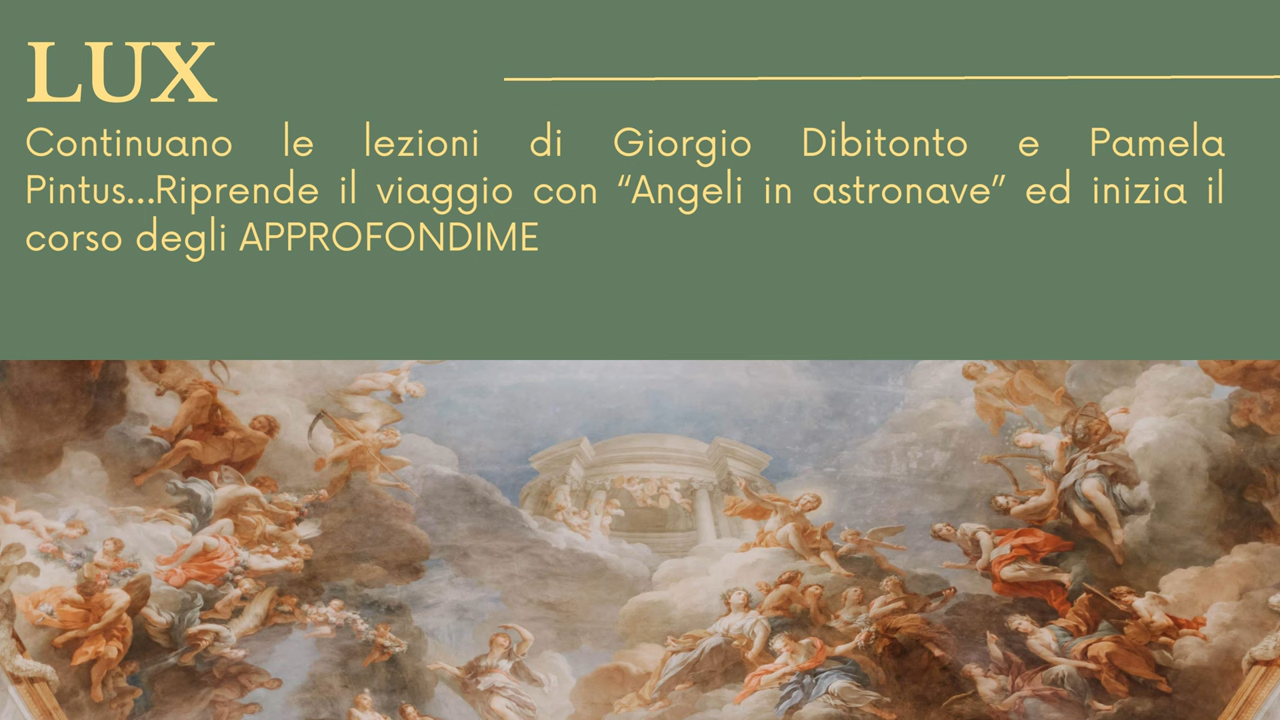 LUX
Continuano le lezioni di Giorgio Dibitonto e Pamela
Pintus...Riprende il viaggio con “Angeli in astronave” ed inizia il
corso degli APPROFONDIME